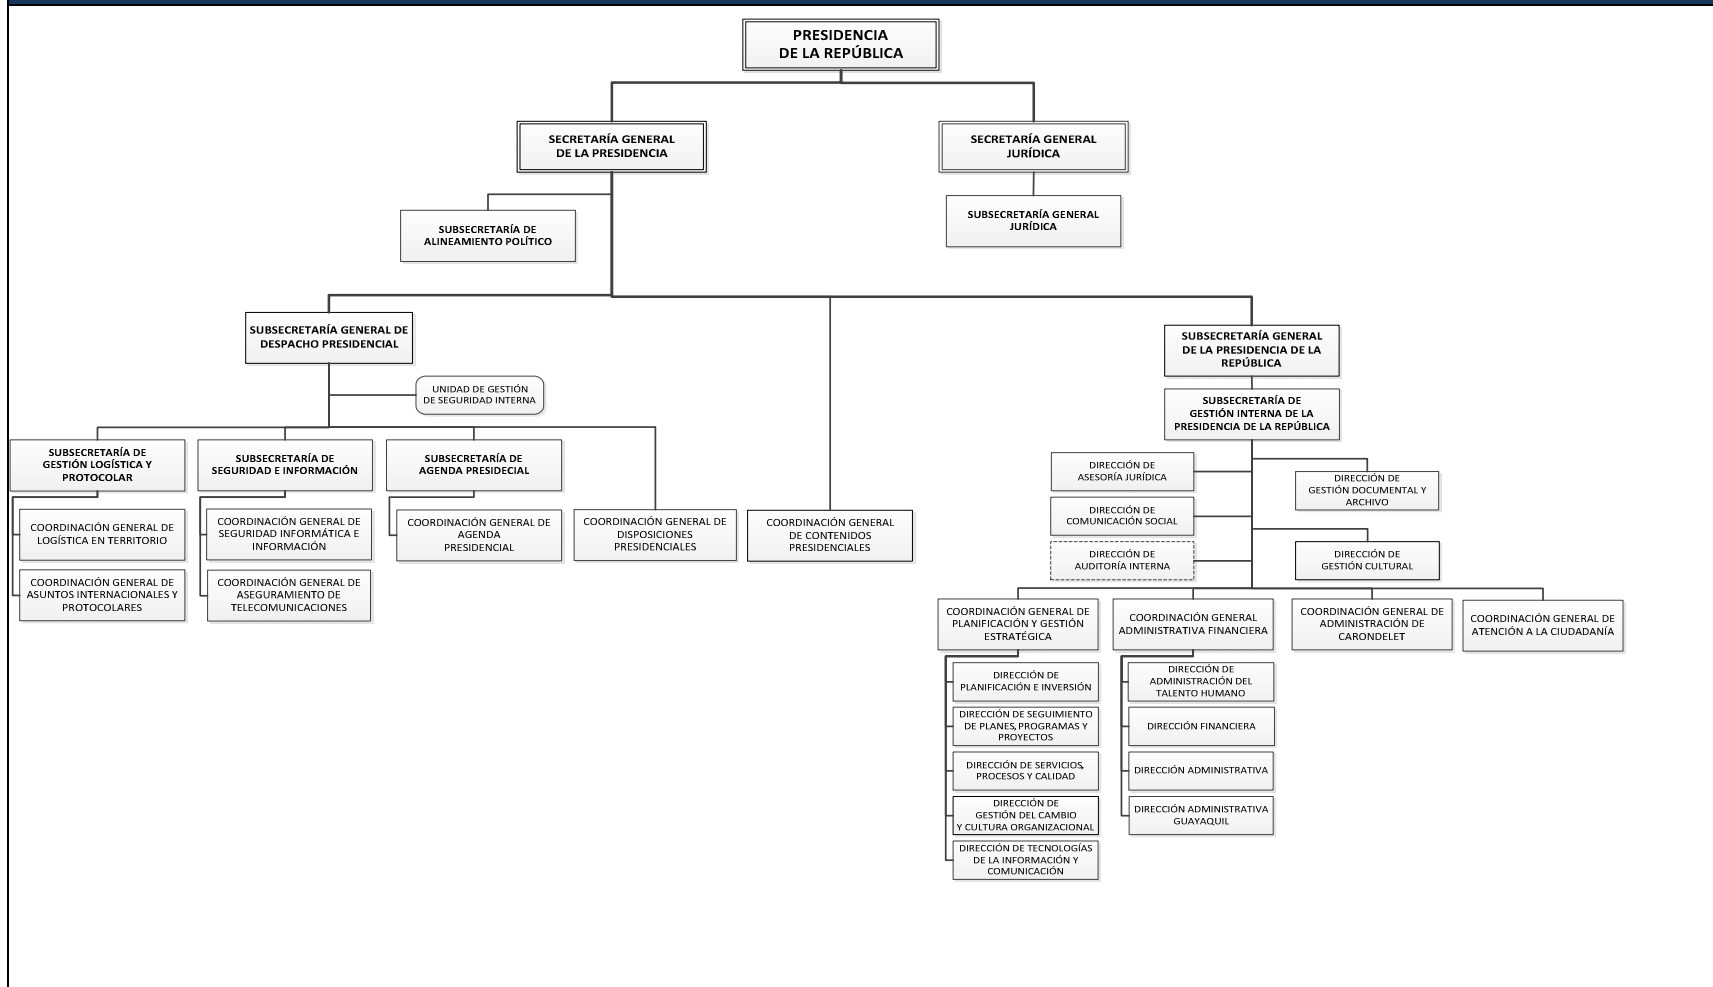 PRESIDENCIA
DE LA REPÚBLICA
SECRETARÍA GENERAL
DE LA PRESIDENCIA
SECRETARÍA GENERAL
JURÍDICA
SUBSECRETARÍA DE
ALINEAMIENTO POLÍTICO
SUBSECRETARÍA GENERAL
JURÍDICA
SUBSECRETARÍA GENERAL DE
DESPACHO PRESIDENCIAL
SUBSECRETARÍA GENERAL
DE LA PRESIDENCIA DE LA
REPÚBLICA
UNIDAD DE GESTIÓN
DE SEGURIDAD INTERNA
SUBSECRETARÍA DE
GESTIÓN INTERNA DE LA
PRESIDENCIA DE LA REPÚBLICA
SUBSECRETARÍA DE
GESTIÓN LOGÍSTICA Y
PROTOCOLAR
SUBSECRETARÍA DE
SEGURIDAD E INFORMACIÓN
SUBSECRETARÍA DE
AGENDA PRESIDECIAL
DIRECCIÓN DE
ASESORÍA JURÍDICA
DIRECCIÓN DE
GESTIÓN DOCUMENTAL Y
ARCHIVO
DIRECCIÓN DE
COMUNICACIÓN SOCIAL
COORDINACIÓN GENERAL DE
LOGÍSTICA EN TERRITORIO
COORDINACIÓN GENERAL DE
SEGURIDAD INFORMÁTICA E
INFORMACIÓN
COORDINACIÓN GENERAL DE
AGENDA
PRESIDENCIAL
COORDINACIÓN GENERAL DE
DISPOSICIONES
PRESIDENCIALES
COORDINACIÓN GENERAL
DE CONTENIDOS
PRESIDENCIALES
DIRECCIÓN DE
AUDITORÍA INTERNA
DIRECCIÓN DE
GESTIÓN CULTURAL
COORDINACIÓN GENERAL DE
ASUNTOS INTERNACIONALES Y
PROTOCOLARES
COORDINACIÓN GENERAL DE
ASEGURAMIENTO DE
TELECOMUNICACIONES
COORDINACIÓN GENERAL DE
PLANIFICACIÓN Y GESTIÓN
ESTRATÉGICA
COORDINACIÓN GENERAL
ADMINISTRATIVA FINANCIERA
COORDINACIÓN GENERAL DE
ADMINISTRACIÓN DE
CARONDELET
COORDINACIÓN GENERAL DE
ATENCIÓN A LA CIUDADANÍA
DIRECCIÓN DE
PLANIFICACIÓN E INVERSIÓN
DIRECCIÓN DE
ADMINISTRACIÓN DEL
TALENTO HUMANO
DIRECCIÓN DE SEGUIMIENTO
DE PLANES, PROGRAMAS Y
PROYECTOS
DIRECCIÓN FINANCIERA
DIRECCIÓN DE SERVICIOS,
PROCESOS Y CALIDAD
DIRECCIÓN ADMINISTRATIVA
DIRECCIÓN DE
GESTIÓN DEL CAMBIO
Y CULTURA ORGANIZACIONAL
DIRECCIÓN ADMINISTRATIVA
GUAYAQUIL
DIRECCIÓN DE TECNOLOGÍAS
DE LA INFORMACIÓN Y
COMUNICACIÓN